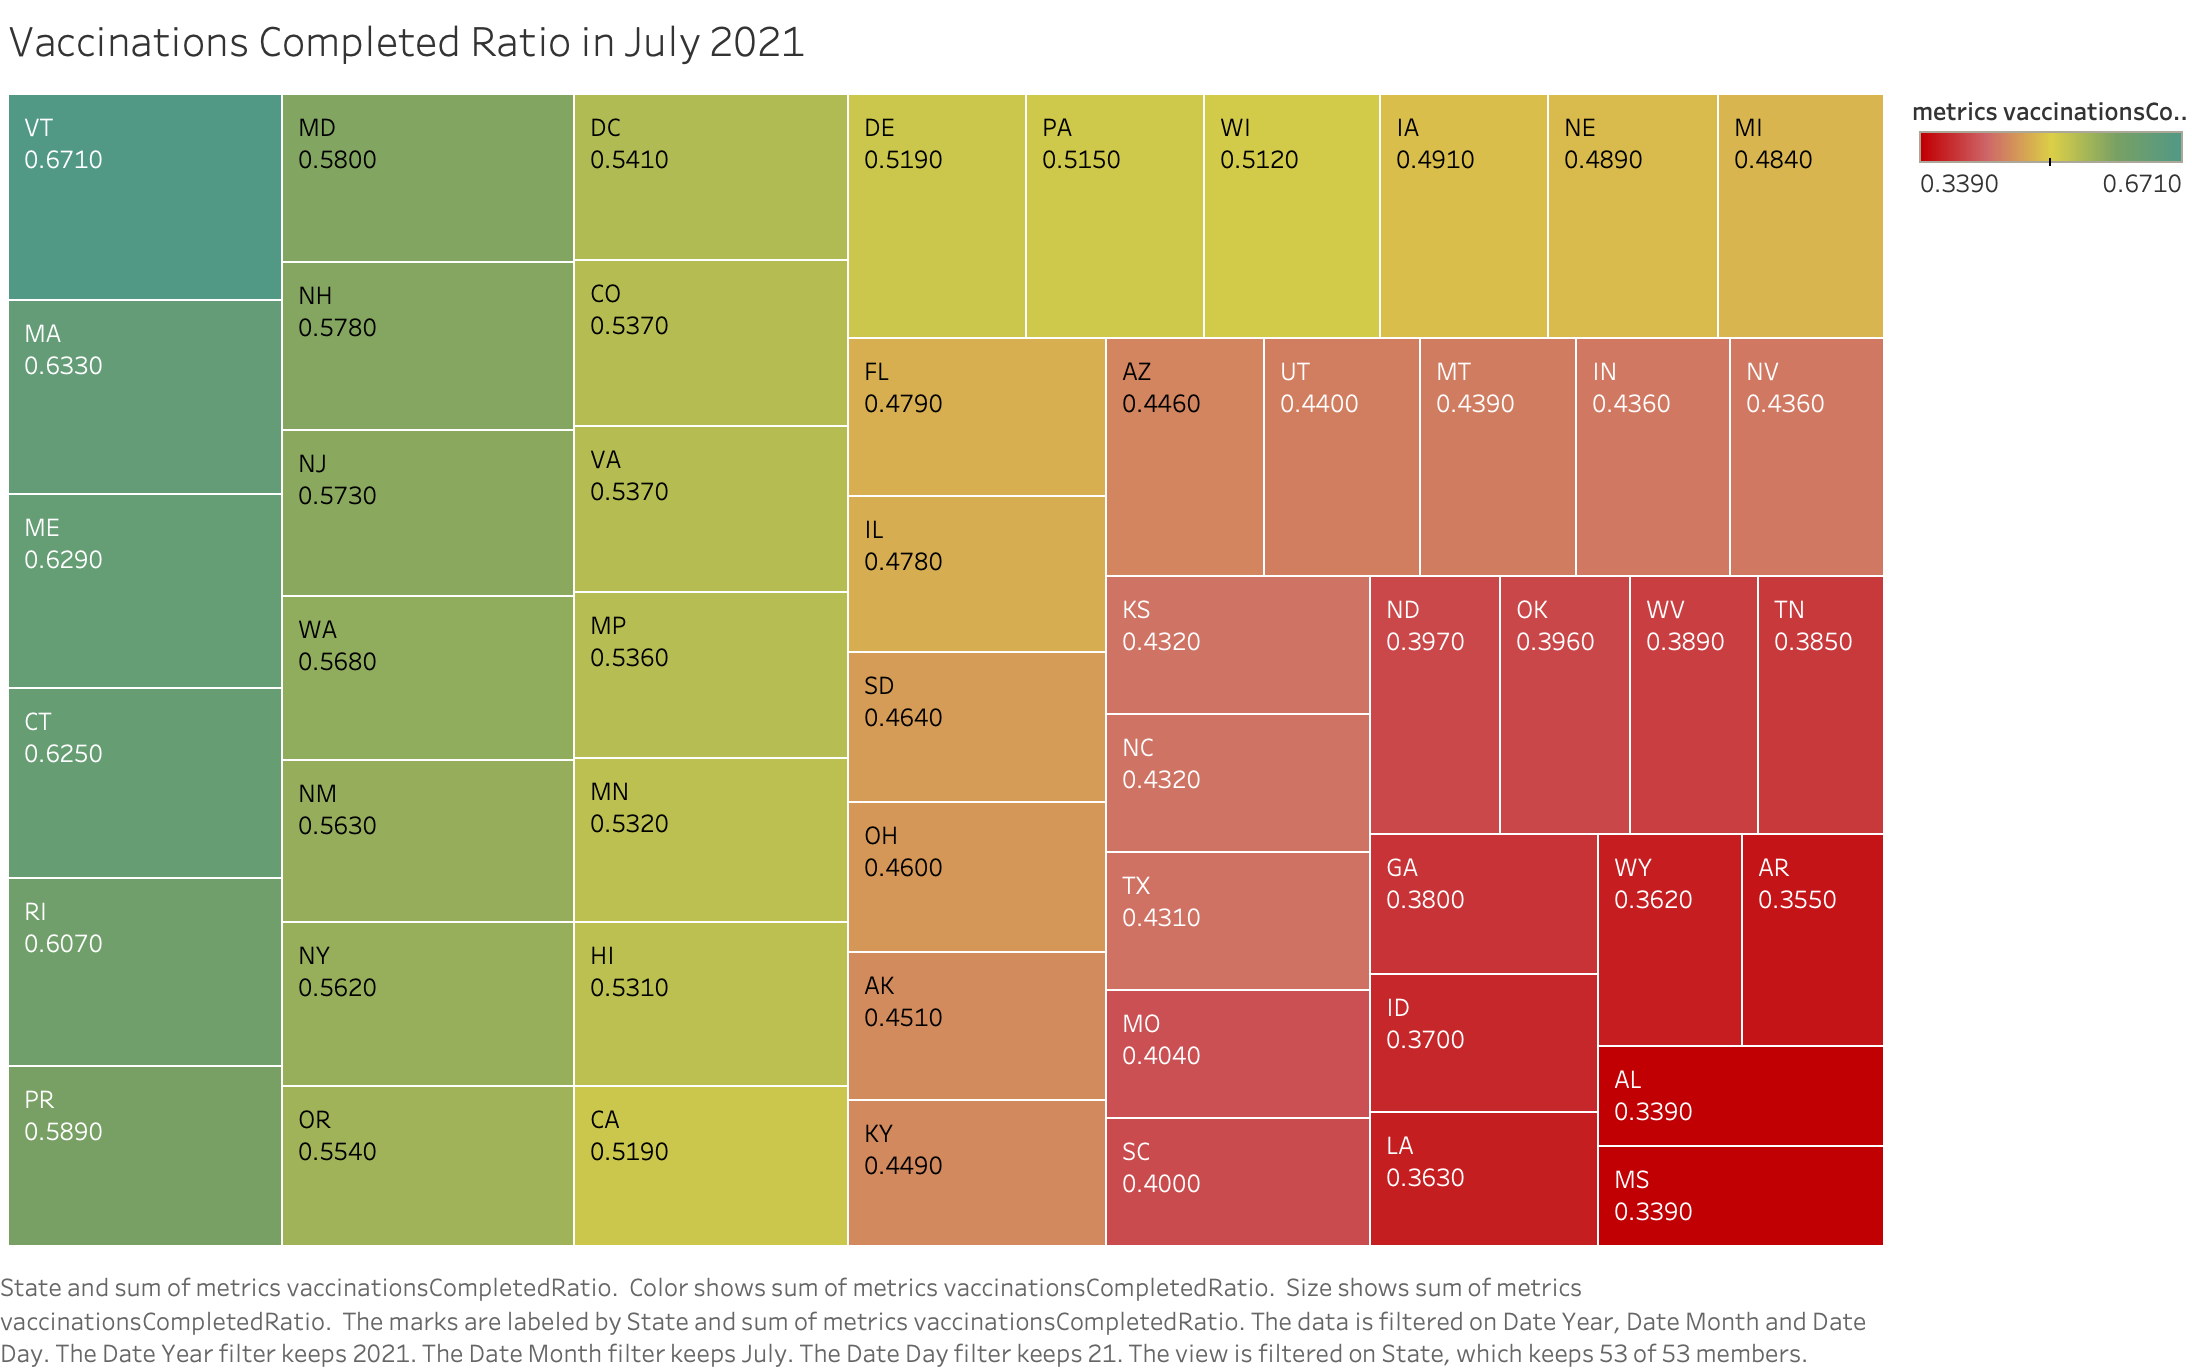 Vaccinations Completed Ratio in July 2021
VT
0.6710
MA
0.6330
ME
0.6290
CT
0.6250
RI
0.6070
PR
0.5890
MD
0.5800
NH
0.5780
NJ
0.5730
WA
0.5680
NM
0.5630
NY
0.5620
OR
0.5540
DC
0.5410
CO
0.5370
VA
0.5370
MP
0.5360
MN
0.5320
HI
0.5310
CA
0.5190
DE
0.5190
PA
0.5150
WI
0.5120
IA
0.4910
NE
0.4890
MI
0.4840
FL
0.4790
IL
0.4780
SD
0.4640
OH
0.4600
AK
0.4510
KY
0.4490
AZ
0.4460
UT
0.4400
MT
0.4390
IN
0.4360
NV
0.4360
KS
0.4320
NC
0.4320
TX
0.4310
MO
0.4040
SC
0.4000
ND
0.3970
OK
0.3960
WV
0.3890
TN
0.3850
GA
0.3800
ID
0.3700
LA
0.3630
WY
0.3620
AR
0.3550
AL
0.3390
MS
0.3390
metrics vaccinationsCo..
0.3390 0.6710
State and sum of metrics vaccinationsCompletedRatio. Color shows sum of metrics vaccinationsCompletedRatio. Size shows sum of metrics
vaccinationsCompletedRatio. The marks are labeled by State and sum of metrics vaccinationsCompletedRatio. The data is filtered on Date Year, Date Month and Date
Day. The Date Year filter keeps 2021. The Date Month filter keeps July. The Date Day filter keeps 21. The view is filtered on State, which keeps 53 of 53 members.